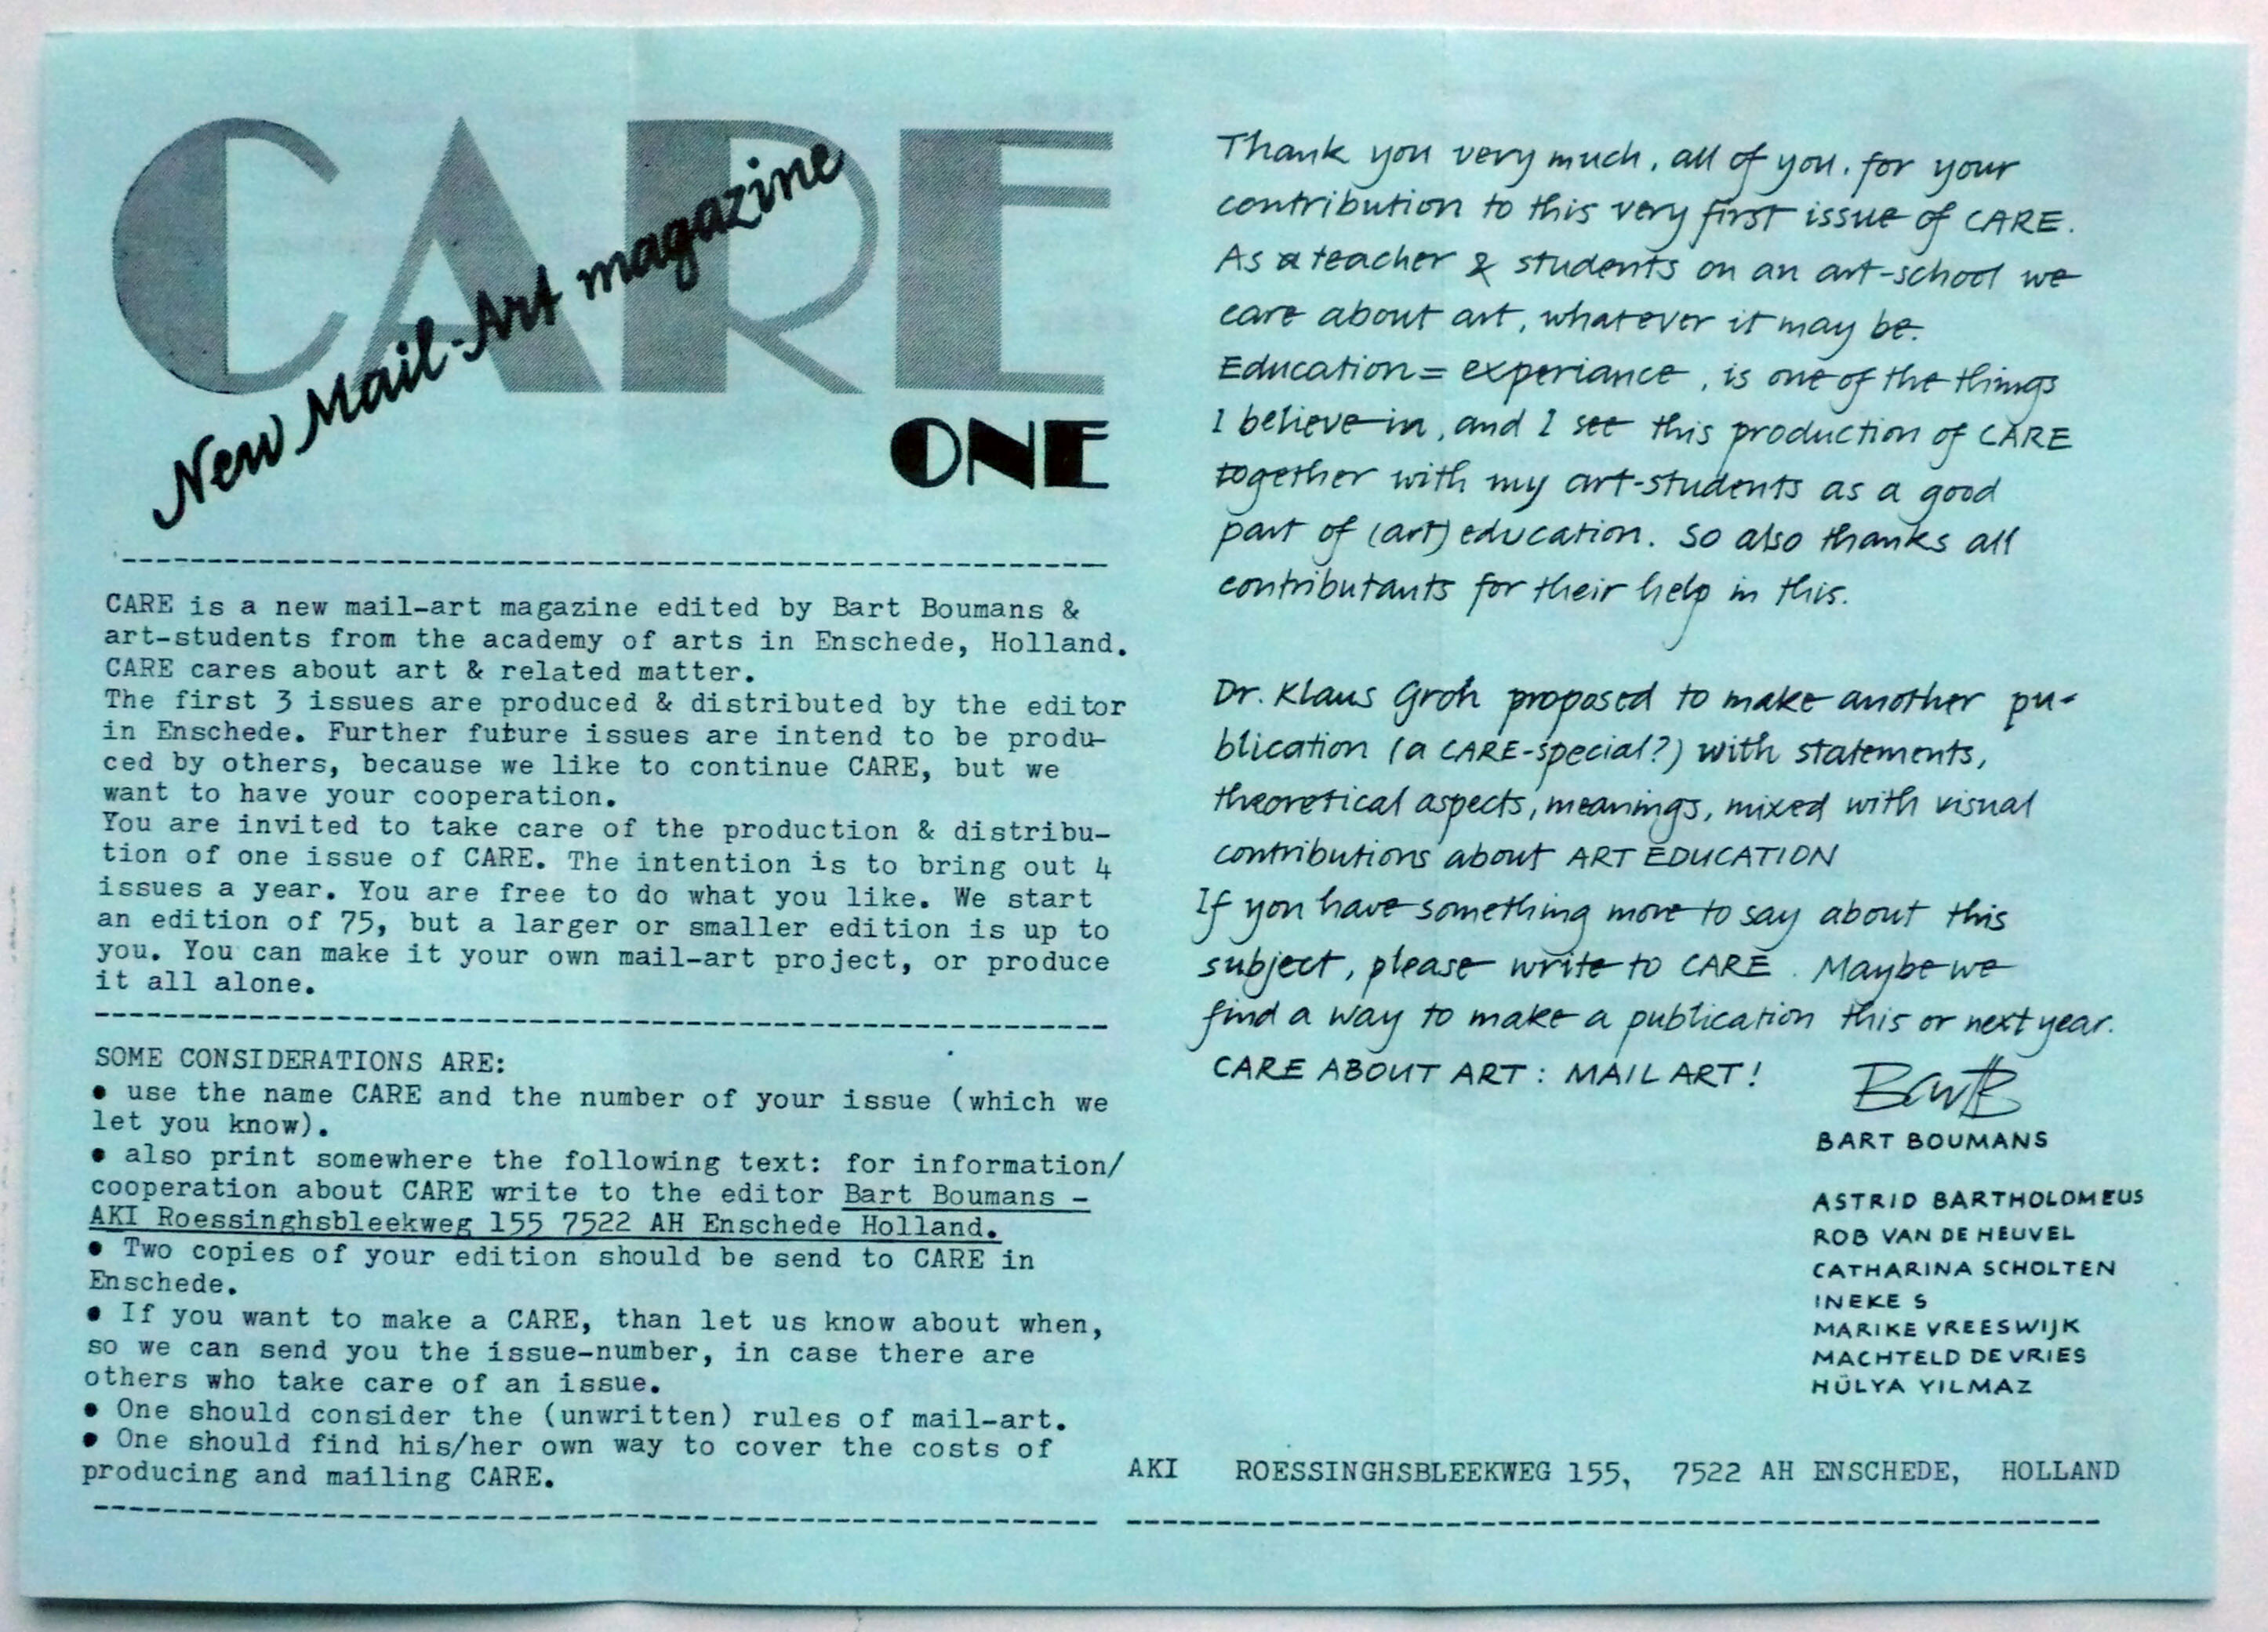 CARE
New Mail-Art magazine
ONE
CARE is a new mail-art magazine edited by Bart Boumans &
art-students from the academy of arts in Enschede, Holland.
CARE cares about art & related matter.
The first 3 issues are produced & distributed by the editor
in Enschede. Further future issues are intend to be produ-
ced by others, because we like to continue CARE, but we
want to have your cooperation.
You are invited to take care of the production & distribu-
tion of one issue of CARE. The intention is to bring out 4
issues a year. You are free to do what you like. We start
an edition of 75, but a larger or smaller edition is up to
you. You can make it your own mail-art project, or produce
it all alone.
SOME CONSIDERATIONS ARE:
● use the name CARE and the number of your issue (which we
let you know).
● also print somewhere the following text: for information/
cooperation about CARE write to the editor Bart Boumans -
AKI Roessinghsbleekweg 155 7522 AH Enschede Holland.
● Two copies of your edition should be send to CARE in
Enschede.
● If you want to make a CARE, than let us know about when,
so we can send you the issue-number, in case there are
others who take care of an issue.
● One should consider the (unwritten) rules of mail-art.
● One should find his/her own way to cover the costs of
producing and mailing CARE.
Thank you very much, all of you, for your
contribution to this very first issue of CARE.
As a teacher & students on an art-school we
care about art, whatever it may be.
Education = experiance, is one of the things
I believe in, and I see this production of CARE
together with my art-students as a good
part of (art) education. So also thanks all
contributants for their help in this.
Dr. Klaus Groh proposed to make another pu-
blication (a CARE-special?) with statements,
theoretical aspects, meanings, mixed with visual
contributions about ART EDUCATION
If you have something more to say about this
subject, please write to CARE. Maybe we
find a way to make a publication this or next year.
CARE ABOUT ART: MAIL ART!
BartB
BART BOUMANS
ASTRID BARTHOLOMEUS
ROB VAN DE HEUVEL
CATHARINA SCHOLTEN
INEKE S
MARIKE VREESWIJK
MACHTELD DE VRIES
HÜLYA YILMAZ
AKI ROESSINGHSBLEEKWEG 155, 7522 AH ENSCHEDE, HOLLAND